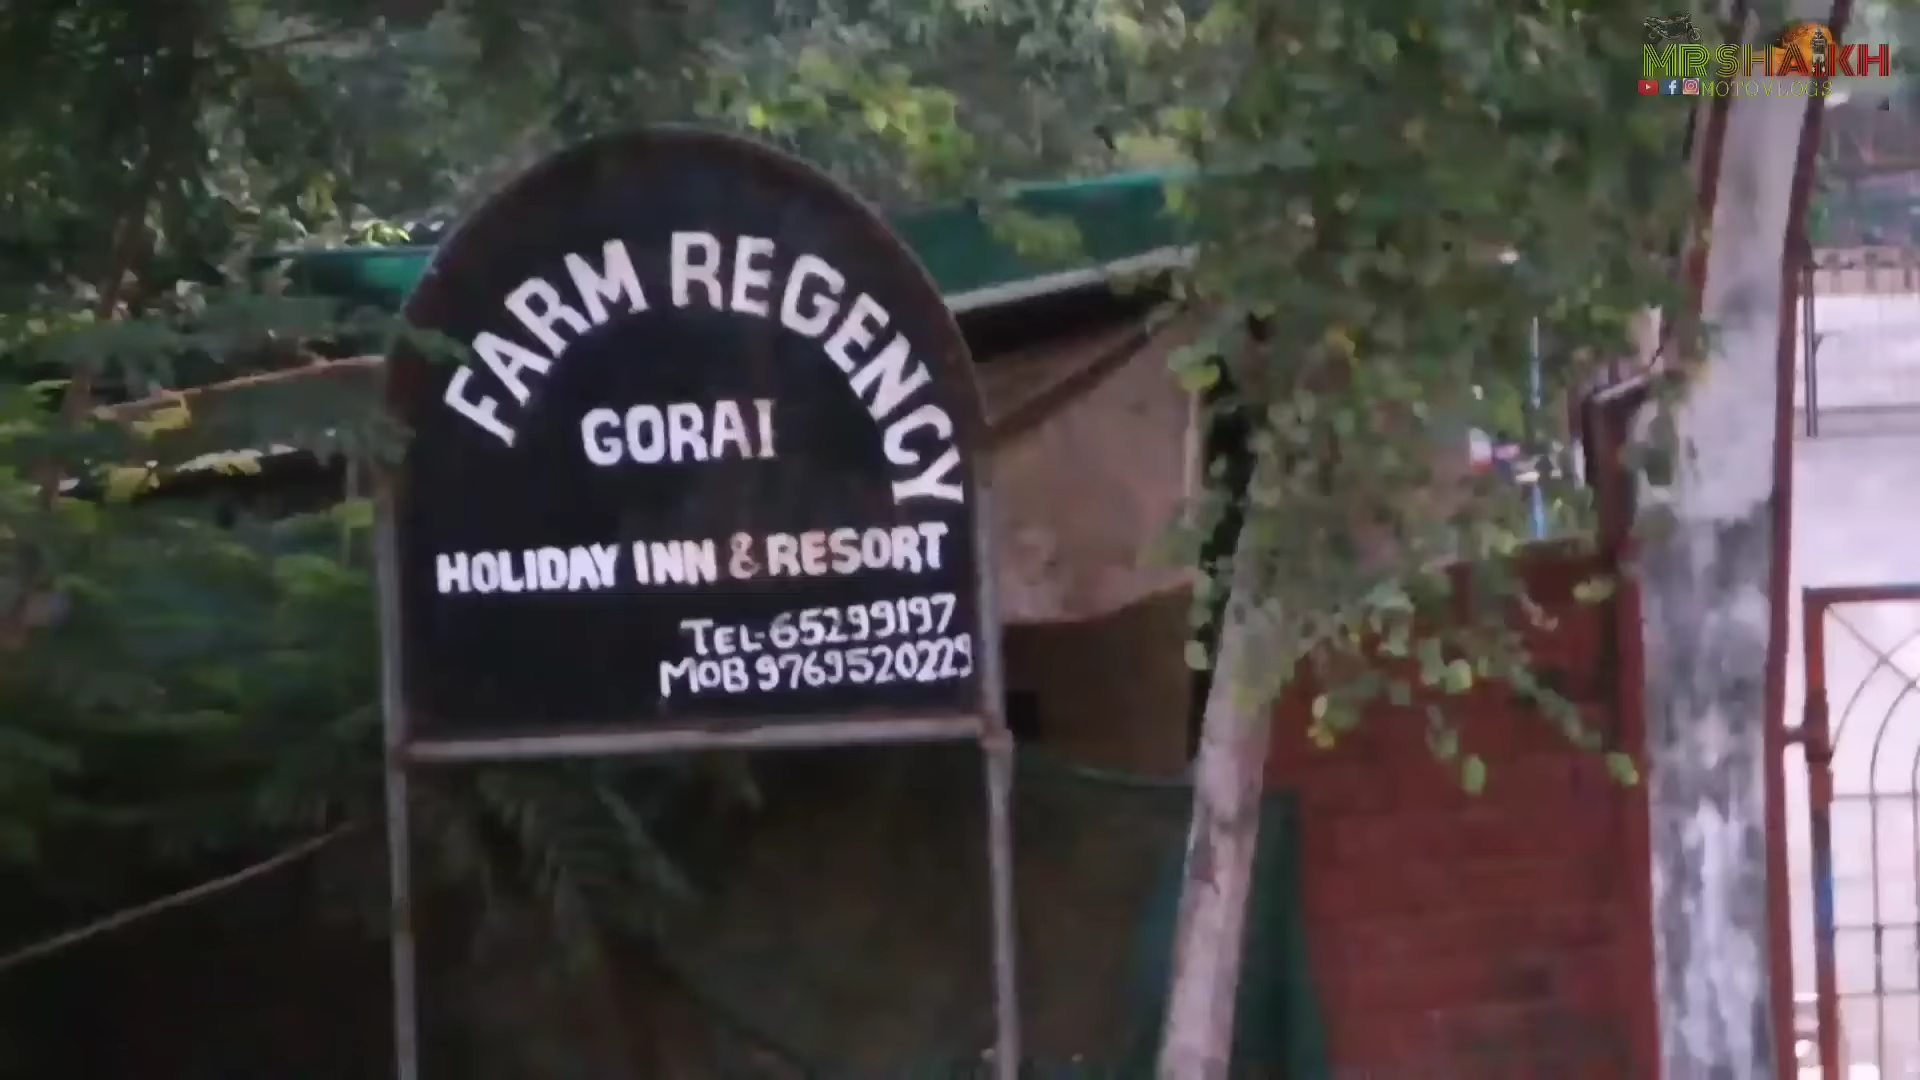 FARM REGENCY
GORAI
HOLIDAY INN & RESORT
TEL-65299197
MOB 9769520229
MRSHAIKH
MOTOVLOGS